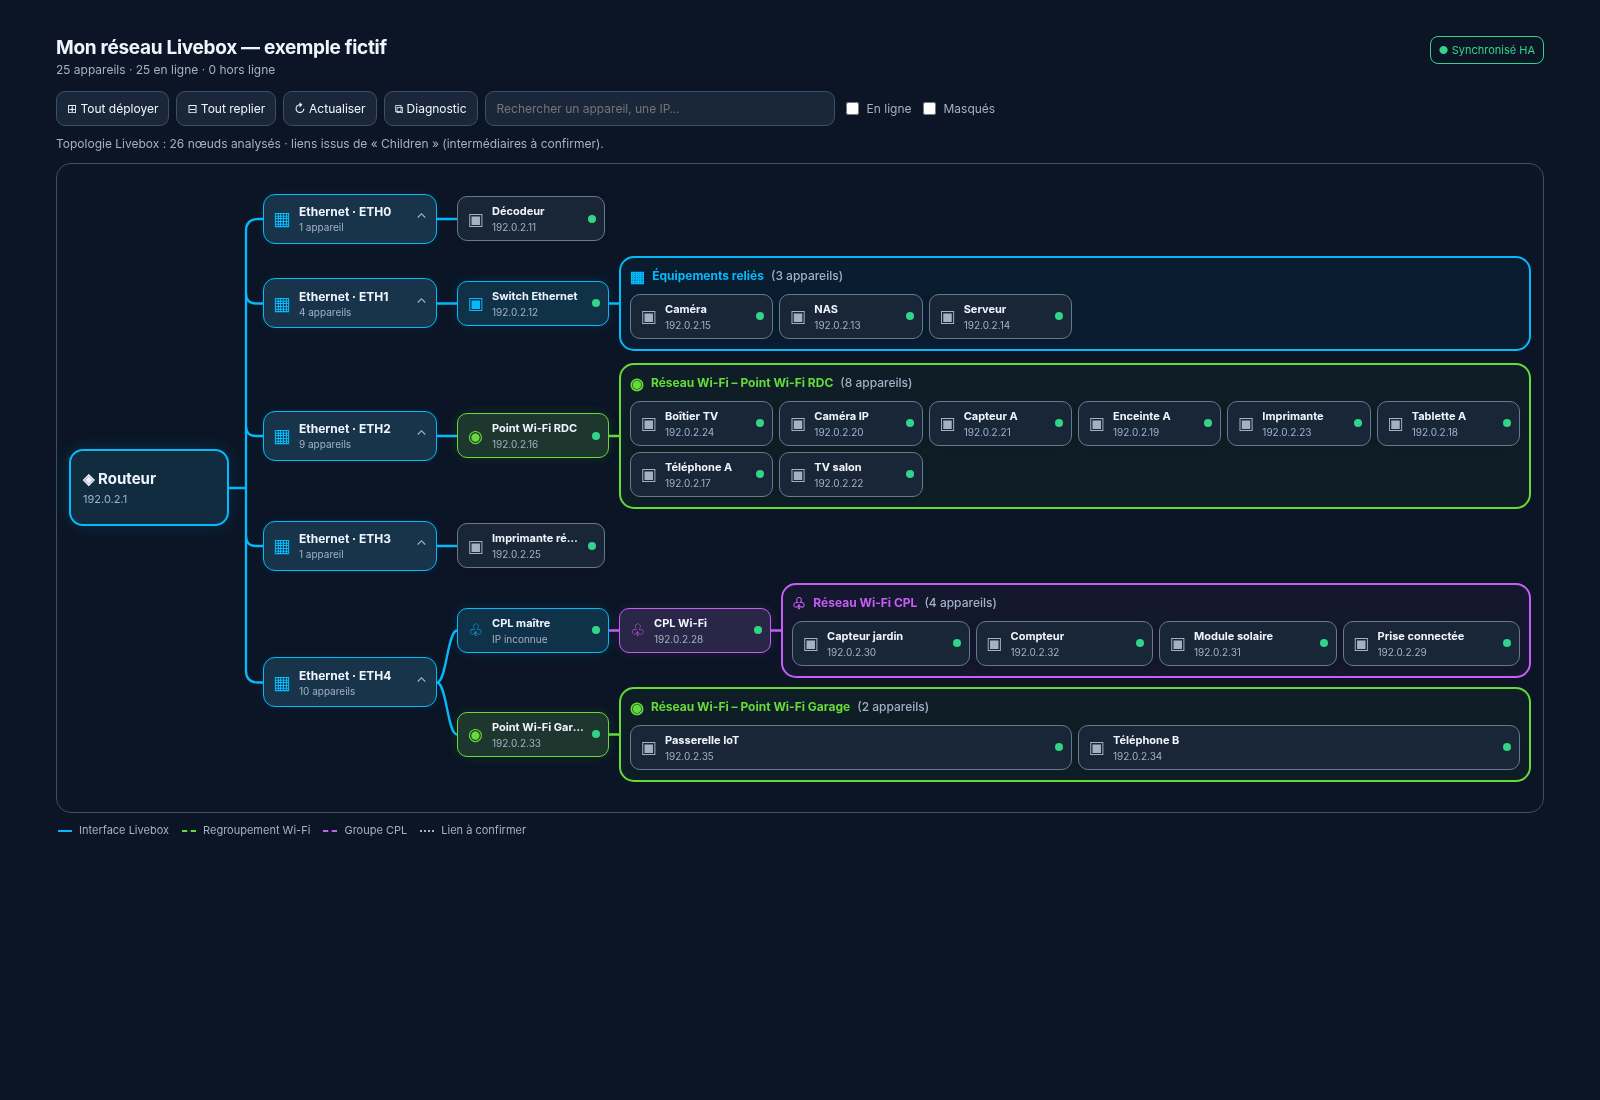 Mon réseau Livebox — exemple fictif
25 appareils · 25 en ligne · 0 hors ligne
Synchronisé HA
Tout déployer
Tout replier
Actualiser
Diagnostic
Rechercher un appareil, une IP…
En ligne
Masqués
Topologie Livebox : 26 nœuds analysés · liens issus de « Children » (intermédiaires à confirmer).
Routeur
192.0.2.1
Ethernet · ETH0
1 appareil
Décodeur
192.0.2.11
Ethernet · ETH1
4 appareils
Switch Ethernet
192.0.2.12
Équipements reliés (3 appareils)
Caméra
192.0.2.15
NAS
192.0.2.13
Serveur
192.0.2.14
Ethernet · ETH2
9 appareils
Point Wi-Fi RDC
192.0.2.16
Réseau Wi-Fi – Point Wi-Fi RDC (8 appareils)
Boîtier TV
192.0.2.24
Caméra IP
192.0.2.20
Capteur A
192.0.2.21
Enceinte A
192.0.2.19
Imprimante
192.0.2.23
Tablette A
192.0.2.18
Téléphone A
192.0.2.17
TV salon
192.0.2.22
Ethernet · ETH3
1 appareil
Imprimante ré…
192.0.2.25
Ethernet · ETH4
10 appareils
CPL maître
IP inconnue
CPL Wi-Fi
192.0.2.28
Réseau Wi-Fi CPL (4 appareils)
Capteur jardin
192.0.2.30
Compteur
192.0.2.32
Module solaire
192.0.2.31
Prise connectée
192.0.2.29
Point Wi-Fi Gar…
192.0.2.33
Réseau Wi-Fi – Point Wi-Fi Garage (2 appareils)
Passerelle IoT
192.0.2.35
Téléphone B
192.0.2.34
Interface Livebox
Regroupement Wi-Fi
Groupe CPL
Lien à confirmer